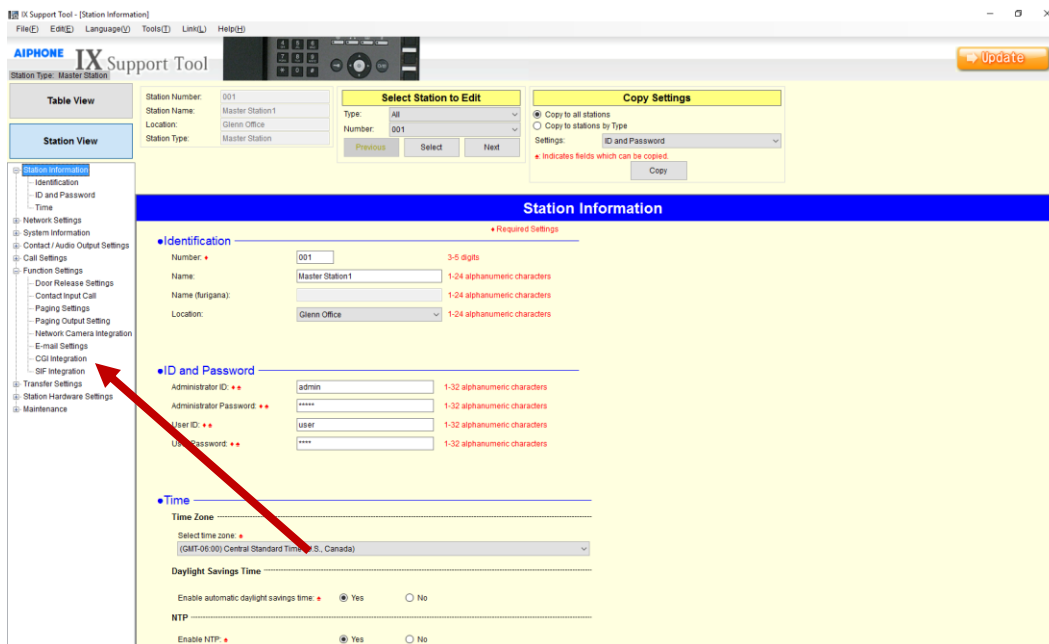 IX Support Tool - [Station Information]
File(F) Edit(E) Language(V) Tools(T) Link(L) Help(H)
AIPHONE IX Support Tool
Station Type: Master Station
Update
Table View
Station View
Station Number: 001
Station Name: Master Station1
Location: Glenn Office
Station Type: Master Station
Select Station to Edit
Type: All
Number: 001
Previous Select Next
Copy Settings
Copy to all stations
Copy to stations by Type
Settings: ID and Password
Indicates fields which can be copied.
Copy
Station Information
Identification
ID and Password
Time
Network Settings
System Information
Contact / Audio Output Settings
Call Settings
Function Settings
Door Release Settings
Contact Input Call
Paging Settings
Paging Output Setting
Network Camera Integration
E-mail Settings
CGI Integration
SIF Integration
Transfer Settings
Station Hardware Settings
Maintenance
Station Information
♦Required Settings
●Identification
Number: ♦ 001 3-5 digits
Name: Master Station1 1-24 alphanumeric characters
Name (furigana): 1-24 alphanumeric characters
Location: Glenn Office 1-24 alphanumeric characters
●ID and Password
Administrator ID: admin 1-32 alphanumeric characters
Administrator Password: ***** 1-32 alphanumeric characters
User ID: user 1-32 alphanumeric characters
User Password: **** 1-32 alphanumeric characters
●Time
Time Zone
Select time zone:
(GMT-06:00) Central Standard Time (U.S., Canada)
Daylight Savings Time
Enable automatic daylight savings time: Yes No
NTP
Enable NTP: Yes No